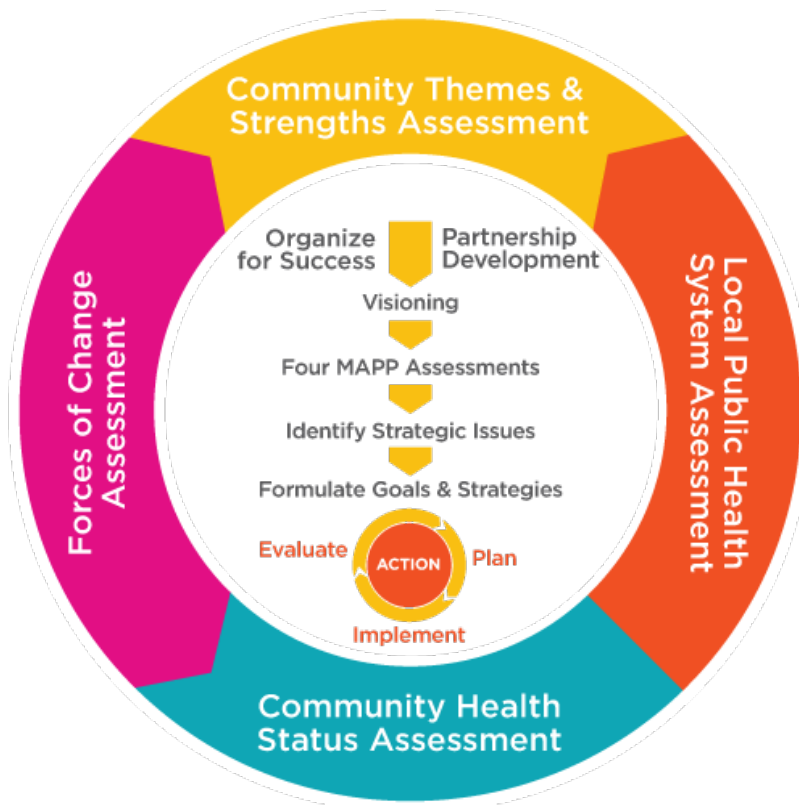 Community Themes &
Strengths Assessment
Local Public Health
System Assessment
Community Health
Status Assessment
Forces of Change
Assessment
Organize
for Success
Partnership
Development
Visioning
Four MAPP Assessments
Identify Strategic Issues
Formulate Goals & Strategies
Evaluate
ACTION
Plan
Implement